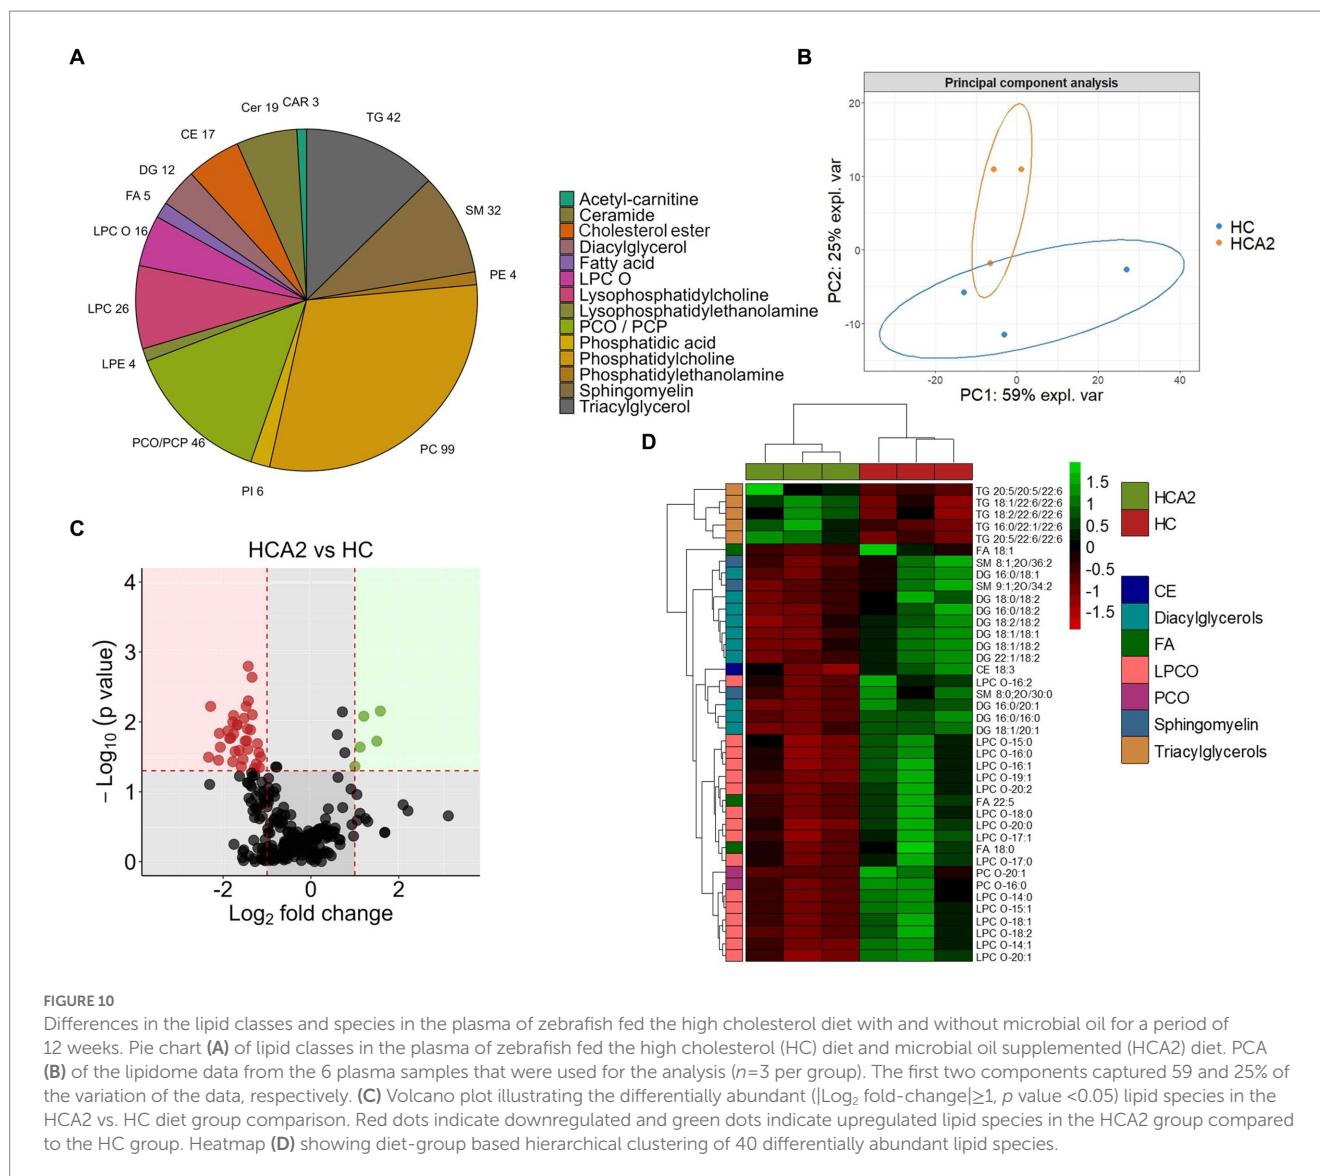 A
CAR 3
Cer 19
TG 42
CE 17
DG 12
SM 32
FA 5
LPC O 16
PE 4
LPC 26
LPE 4
PCO/PCP 46
PC 99
PI 6
Acetyl-carnitine
Ceramide
Cholesterol ester
Diacylglycerol
Fatty acid
LPC O
Lysophosphatidylcholine
Lysophosphatidylethanolamine
PCO / PCP
Phosphatidic acid
Phosphatidylcholine
Phosphatidylethanolamine
Sphingomyelin
Triacylglycerol
B
Principal component analysis
20
10
0
-10
PC2: 25% expl. var
-20
0
20
40
PC1: 59% expl. var
HC
HCA2
C
HCA2 vs HC
4
3
2
1
0
− Log₁₀ (p value)
-2
0
2
Log₂ fold change
D
TG 20:5/20:5/22:6
TG 18:1/22:6/22:6
TG 18:2/22:6/22:6
TG 16:0/22:1/22:6
TG 20:5/22:6/22:6
FA 18:1
SM 8:1;2O/36:2
DG 16:0/18:1
SM 9:1;2O/34:2
DG 18:0/18:2
DG 16:0/18:2
DG 18:2/18:2
DG 18:1/18:1
DG 18:1/18:2
DG 22:1/18:2
CE 18:3
LPC O-16:2
SM 8:0;2O/30:0
DG 16:0/20:1
DG 16:0/16:0
DG 18:1/20:1
LPC O-15:0
LPC O-16:0
LPC O-16:1
LPC O-19:1
LPC O-20:2
FA 22:5
LPC O-18:0
LPC O-20:0
LPC O-17:1
FA 18:0
LPC O-17:0
PC O-20:1
PC O-16:0
LPC O-14:0
LPC O-15:1
LPC O-18:1
LPC O-18:2
LPC O-14:1
LPC O-20:1
1.5
1
0.5
0
-0.5
-1
-1.5
HCA2
HC
CE
Diacylglycerols
FA
LPCO
PCO
Sphingomyelin
Triacylglycerols
FIGURE 10
Differences in the lipid classes and species in the plasma of zebrafish fed the high cholesterol diet with and without microbial oil for a period of
12 weeks. Pie chart (A) of lipid classes in the plasma of zebrafish fed the high cholesterol (HC) diet and microbial oil supplemented (HCA2) diet. PCA
(B) of the lipidome data from the 6 plasma samples that were used for the analysis (n=3 per group). The first two components captured 59 and 25% of
the variation of the data, respectively. (C) Volcano plot illustrating the differentially abundant (|Log₂ fold-change|≥1, p value <0.05) lipid species in the
HCA2 vs. HC diet group comparison. Red dots indicate downregulated and green dots indicate upregulated lipid species in the HCA2 group compared
to the HC group. Heatmap (D) showing diet-group based hierarchical clustering of 40 differentially abundant lipid species.